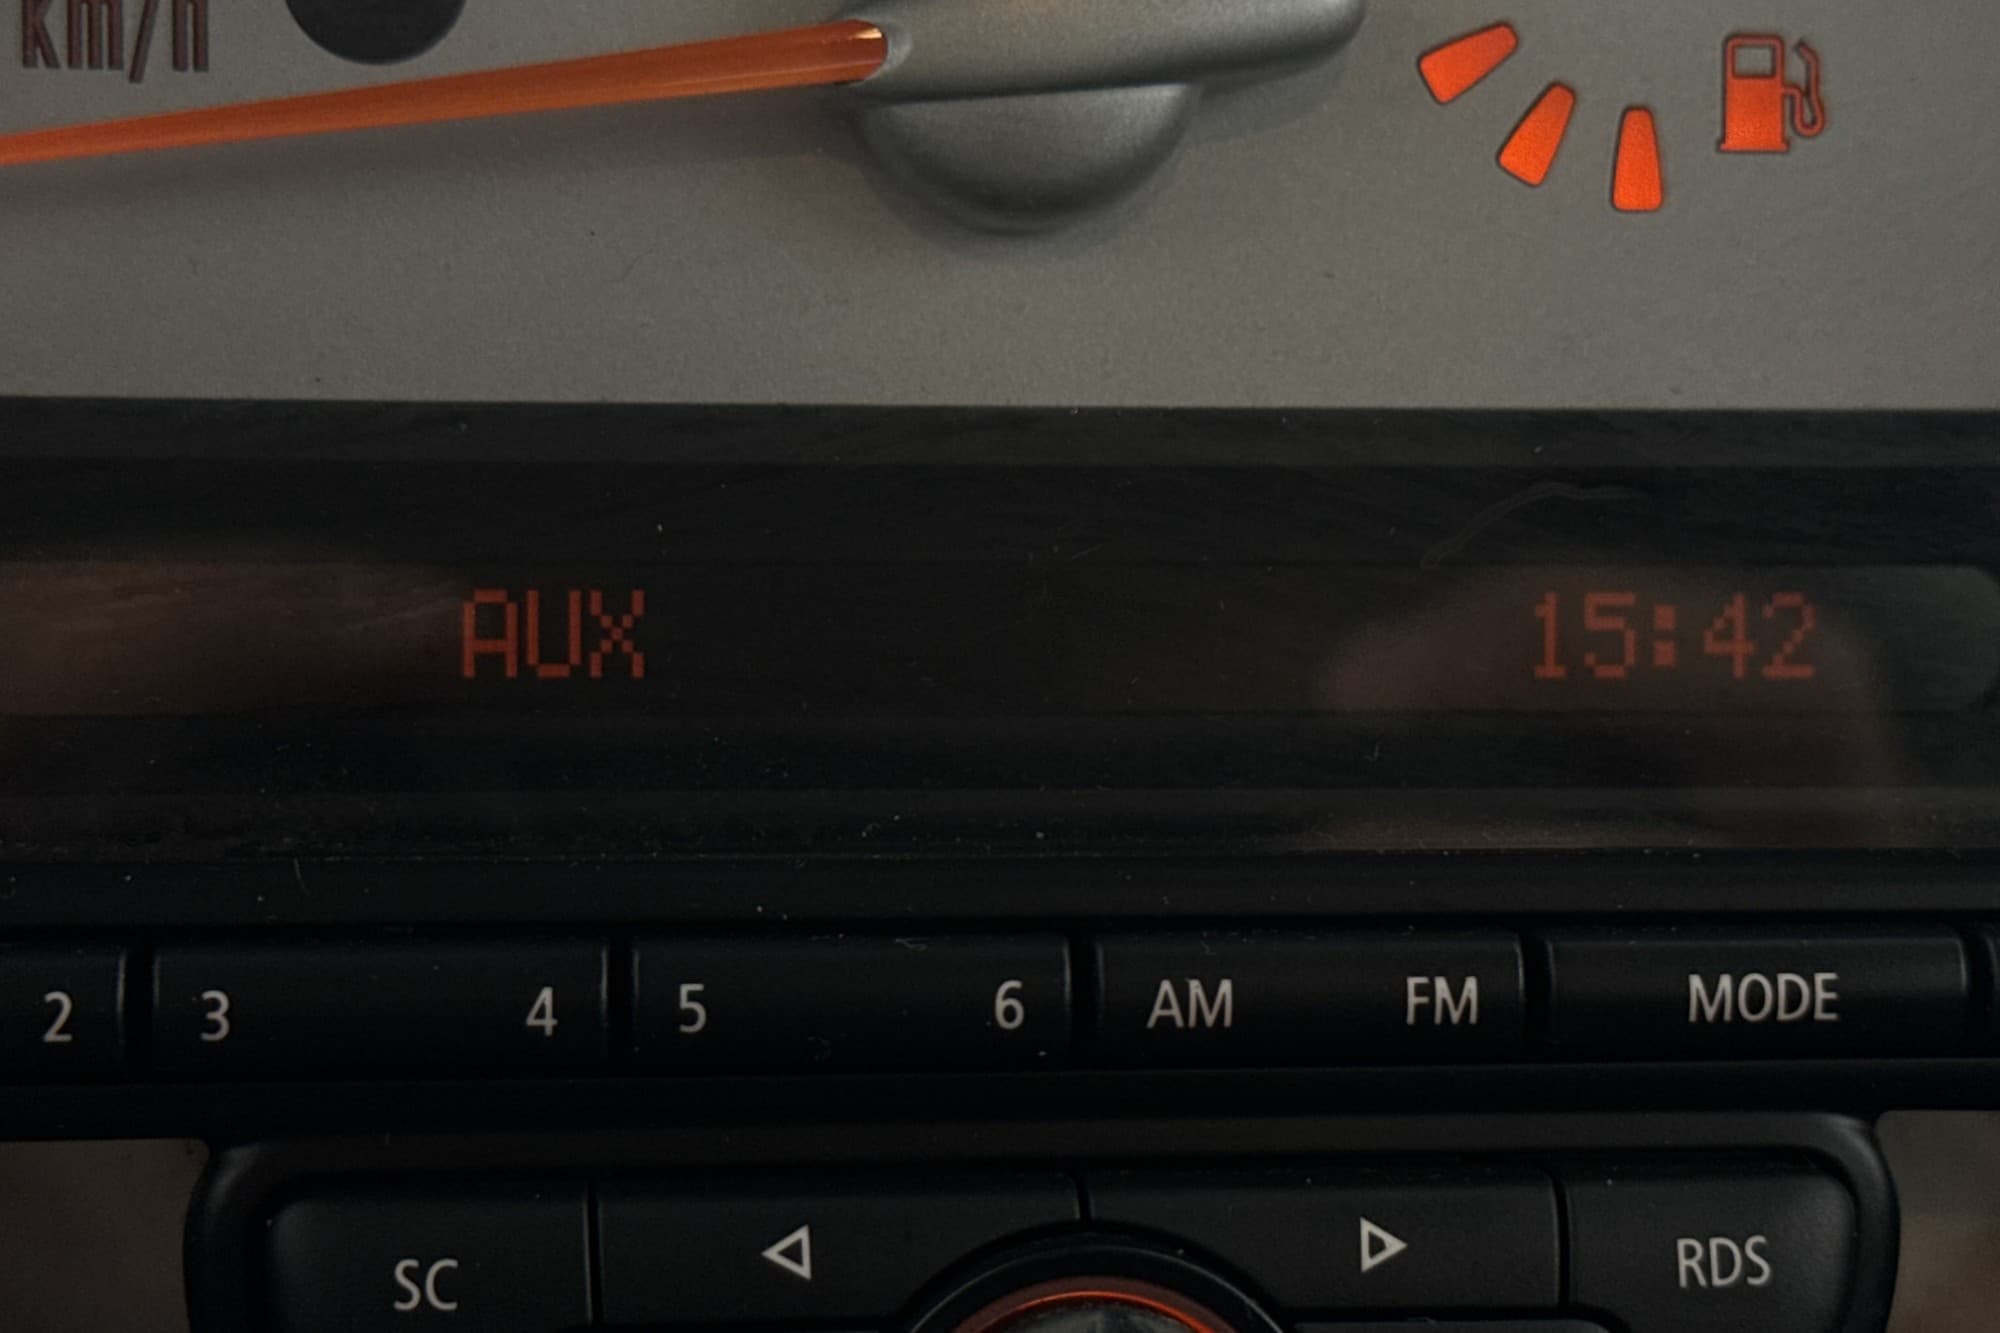 km/h
AUX 15:42
2 3 4 5 6 AM FM MODE
SC RDS